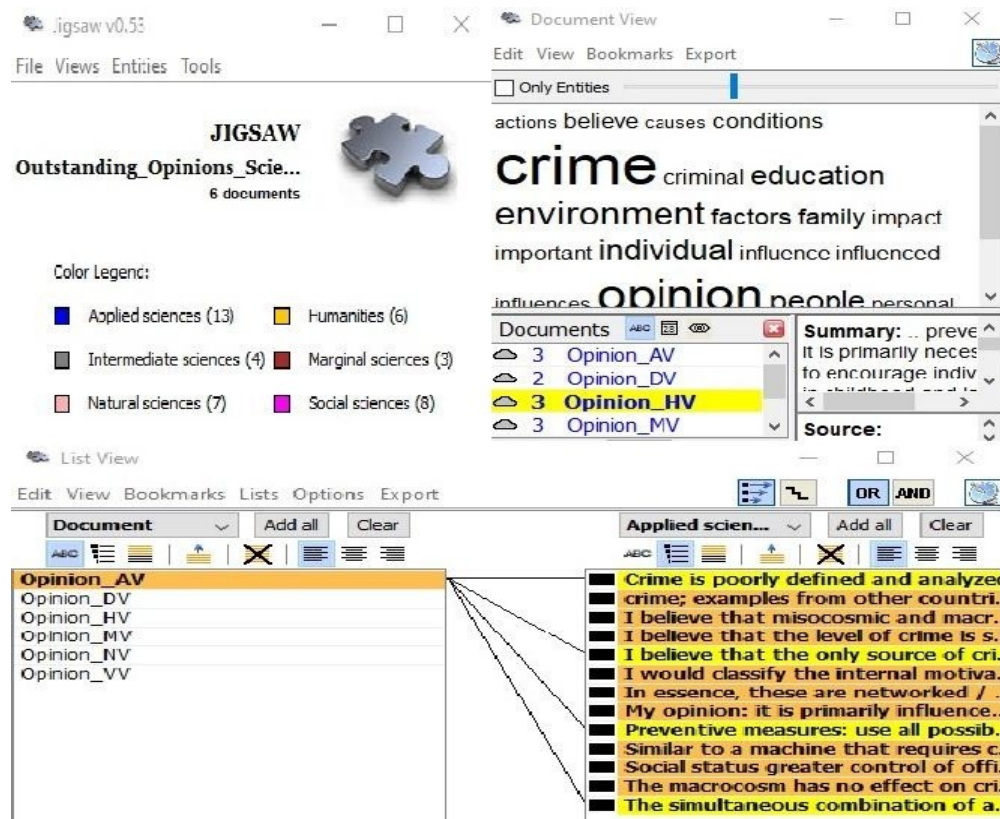 Jigsaw v0.53
File Views Entities Tools
JIGSAW
Outstanding_Opinions_Scie...
6 documents
Color Legend:
Applied sciences (13) Humanities (6)
Intermediate sciences (4) Marginal sciences (3)
Natural sciences (7) Social sciences (8)
Document View
Edit View Bookmarks Export
Only Entities
actions believe causes conditions
crime criminal education
environment factors family impact
important individual influence influenced
influences opinion people personal
Documents ABC
3 Opinion_AV
2 Opinion_DV
3 Opinion_HV
3 Opinion_MV
Summary: .. preve
it is primarily neces
to encourage indiv
Source:
List View
Edit View Bookmarks Lists Options Export
OR AND
Document Add all Clear
ABC
Opinion_AV
Opinion_DV
Opinion_HV
Opinion_MV
Opinion_NV
Opinion_VV
Applied scien... Add all Clear
ABC
Crime is poorly defined and analyzed
crime; examples from other countri.
I believe that misocosmic and macr.
I believe that the level of crime is s.
I believe that the only source of cri.
I would classify the internal motiva.
In essence, these are networked / .
My opinion: it is primarily influence..
Preventive measures: use all possib.
Similar to a machine that requires c.
Social status greater control of offi.
The macrocosm has no effect on cri.
The simultaneous combination of a.